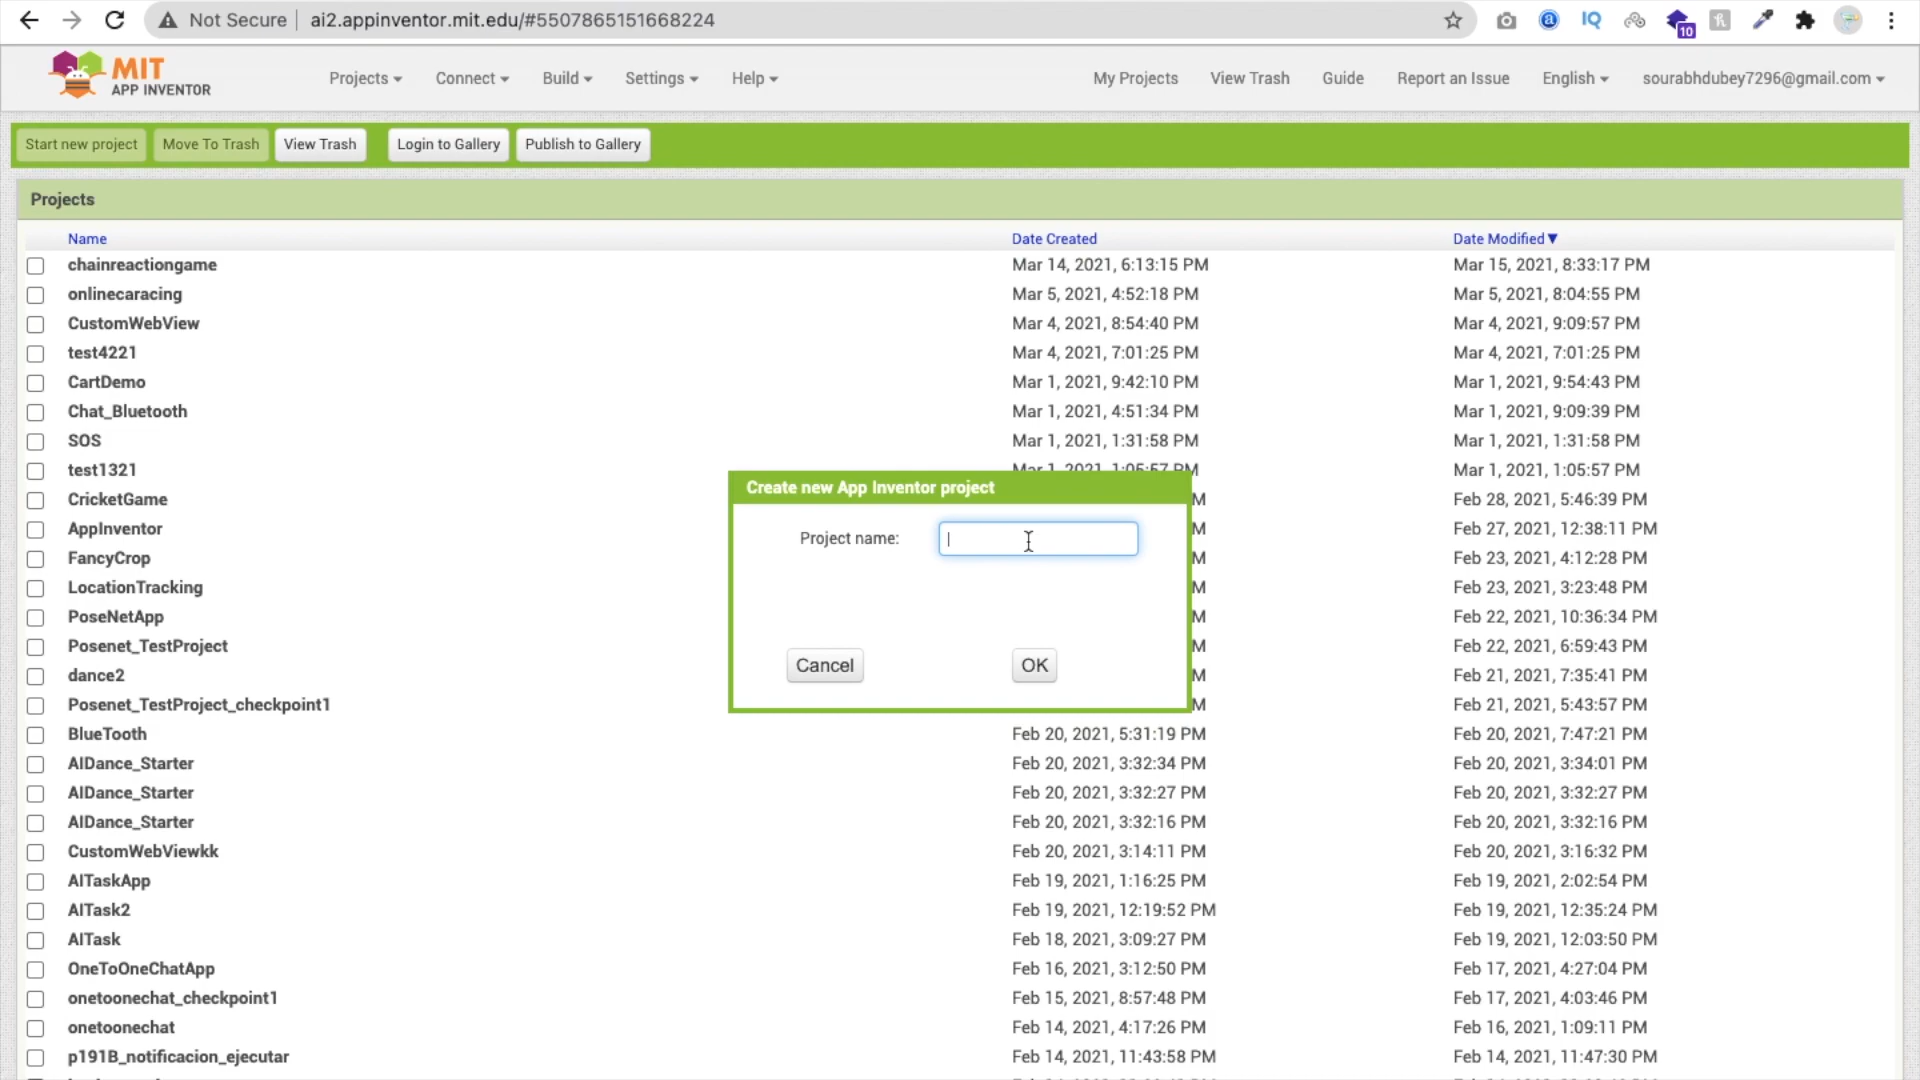 Not Secure ai2.appinventor.mit.edu/#5507865151668224 IQ 10
MIT APP INVENTOR Projects Connect Build Settings Help My Projects View Trash Guide Report an Issue English sourabhdubey7296@gmail.com
Start new project Move To Trash View Trash Login to Gallery Publish to Gallery
Projects
Name Date Created Date Modified
chainreactiongame Mar 14, 2021, 6:13:15 PM Mar 15, 2021, 8:33:17 PM
onlinecaracing Mar 5, 2021, 4:52:18 PM Mar 5, 2021, 8:04:55 PM
CustomWebView Mar 4, 2021, 8:54:40 PM Mar 4, 2021, 9:09:57 PM
test4221 Mar 4, 2021, 7:01:25 PM Mar 4, 2021, 7:01:25 PM
CartDemo Mar 1, 2021, 9:42:10 PM Mar 1, 2021, 9:54:43 PM
Chat_Bluetooth Mar 1, 2021, 4:51:34 PM Mar 1, 2021, 9:09:39 PM
SOS Mar 1, 2021, 1:31:58 PM Mar 1, 2021, 1:31:58 PM
test1321 Mar 1, 2021, 1:05:57 PM Mar 1, 2021, 1:05:57 PM
Create new App Inventor project
CricketGame M Feb 28, 2021, 5:46:39 PM
AppInventor M Feb 27, 2021, 12:38:11 PM
Project name:
FancyCrop M Feb 23, 2021, 4:12:28 PM
LocationTracking M Feb 23, 2021, 3:23:48 PM
PoseNetApp M Feb 22, 2021, 10:36:34 PM
Posenet_TestProject M Feb 22, 2021, 6:59:43 PM
Cancel OK
dance2 M Feb 21, 2021, 7:35:41 PM
Posenet_TestProject_checkpoint1 M Feb 21, 2021, 5:43:57 PM
BlueTooth Feb 20, 2021, 5:31:19 PM Feb 20, 2021, 7:47:21 PM
AIDance_Starter Feb 20, 2021, 3:32:34 PM Feb 20, 2021, 3:34:01 PM
AIDance_Starter Feb 20, 2021, 3:32:27 PM Feb 20, 2021, 3:32:27 PM
AIDance_Starter Feb 20, 2021, 3:32:16 PM Feb 20, 2021, 3:32:16 PM
CustomWebViewkk Feb 20, 2021, 3:14:11 PM Feb 20, 2021, 3:16:32 PM
AITaskApp Feb 19, 2021, 1:16:25 PM Feb 19, 2021, 2:02:54 PM
AITask2 Feb 19, 2021, 12:19:52 PM Feb 19, 2021, 12:35:24 PM
AITask Feb 18, 2021, 3:09:27 PM Feb 19, 2021, 12:03:50 PM
OneToOneChatApp Feb 16, 2021, 3:12:50 PM Feb 17, 2021, 4:27:04 PM
onetoonechat_checkpoint1 Feb 15, 2021, 8:57:48 PM Feb 17, 2021, 4:03:46 PM
onetoonechat Feb 14, 2021, 4:17:26 PM Feb 16, 2021, 1:09:11 PM
p191B_notificacion_ejecutar Feb 14, 2021, 11:43:58 PM Feb 14, 2021, 11:47:30 PM